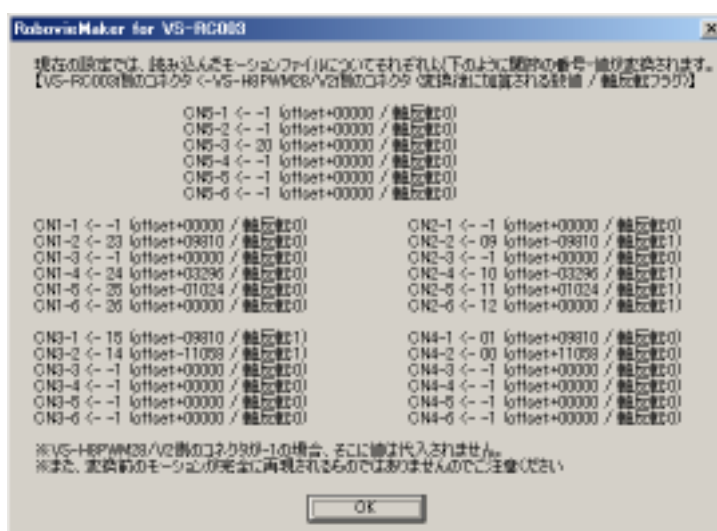 RobovieMaker for VS-RC003
現在の設定では、読み込んだモーションファイルについてそれぞれ以下のように関節の番号・値が変換されます。
【VS-RC003側のコネクタ <-VS-H8PWM28/V2側のコネクタ (変換後に加算される数値 / 軸反転フラグ)】
CN5-1 <- -1 (offset+00000 / 軸反転:0)
CN5-2 <- -1 (offset+00000 / 軸反転:0)
CN5-3 <- 20 (offset+00000 / 軸反転:0)
CN5-4 <- -1 (offset+00000 / 軸反転:0)
CN5-5 <- -1 (offset+00000 / 軸反転:0)
CN5-6 <- -1 (offset+00000 / 軸反転:0)
CN1-1 <- -1 (offset+00000 / 軸反転:0)
CN1-2 <- 23 (offset+09810 / 軸反転:0)
CN1-3 <- -1 (offset+00000 / 軸反転:0)
CN1-4 <- 24 (offset+03296 / 軸反転:0)
CN1-5 <- 25 (offset-01024 / 軸反転:0)
CN1-6 <- 26 (offset+00000 / 軸反転:0)
CN2-1 <- -1 (offset+00000 / 軸反転:0)
CN2-2 <- 09 (offset-09810 / 軸反転:1)
CN2-3 <- -1 (offset+00000 / 軸反転:0)
CN2-4 <- 10 (offset-03296 / 軸反転:1)
CN2-5 <- 11 (offset+01024 / 軸反転:1)
CN2-6 <- 12 (offset+00000 / 軸反転:1)
CN3-1 <- 15 (offset-09810 / 軸反転:1)
CN3-2 <- 14 (offset-11058 / 軸反転:1)
CN3-3 <- -1 (offset+00000 / 軸反転:0)
CN3-4 <- -1 (offset+00000 / 軸反転:0)
CN3-5 <- -1 (offset+00000 / 軸反転:0)
CN3-6 <- -1 (offset+00000 / 軸反転:0)
CN4-1 <- 01 (offset+09810 / 軸反転:0)
CN4-2 <- 00 (offset+11058 / 軸反転:0)
CN4-3 <- -1 (offset+00000 / 軸反転:0)
CN4-4 <- -1 (offset+00000 / 軸反転:0)
CN4-5 <- -1 (offset+00000 / 軸反転:0)
CN4-6 <- -1 (offset+00000 / 軸反転:0)
※VS-H8PWM28/V2側のコネクタが-1の場合、そこに値は代入されません。
※また、変換前のモーションが完全に再現されるものではありませんのでご注意ください
OK